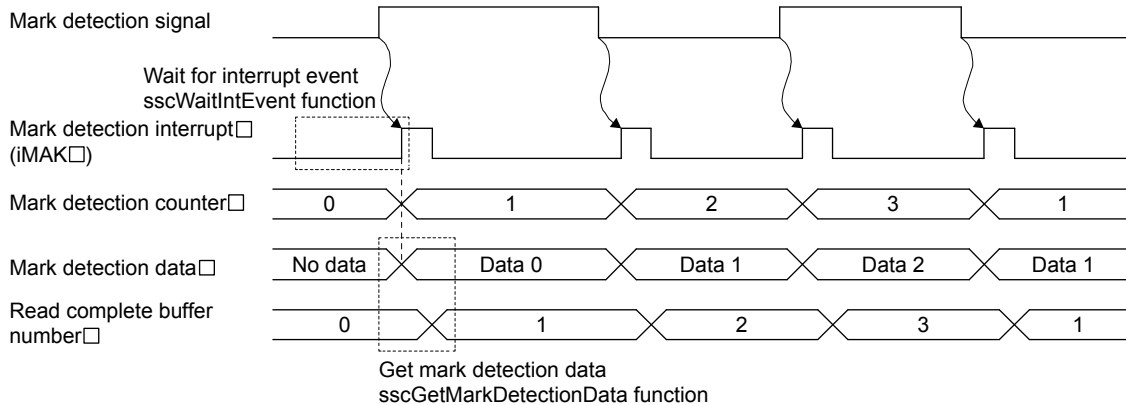 Mark detection signal
Wait for interrupt event
sscWaitIntEvent function
Mark detection interrupt□
(iMAK□)
Mark detection counter□
0 1 2 3 1
Mark detection data□
No data Data 0 Data 1 Data 2 Data 1
Read complete buffer
number□
0 1 2 3 1
Get mark detection data
sscGetMarkDetectionData function